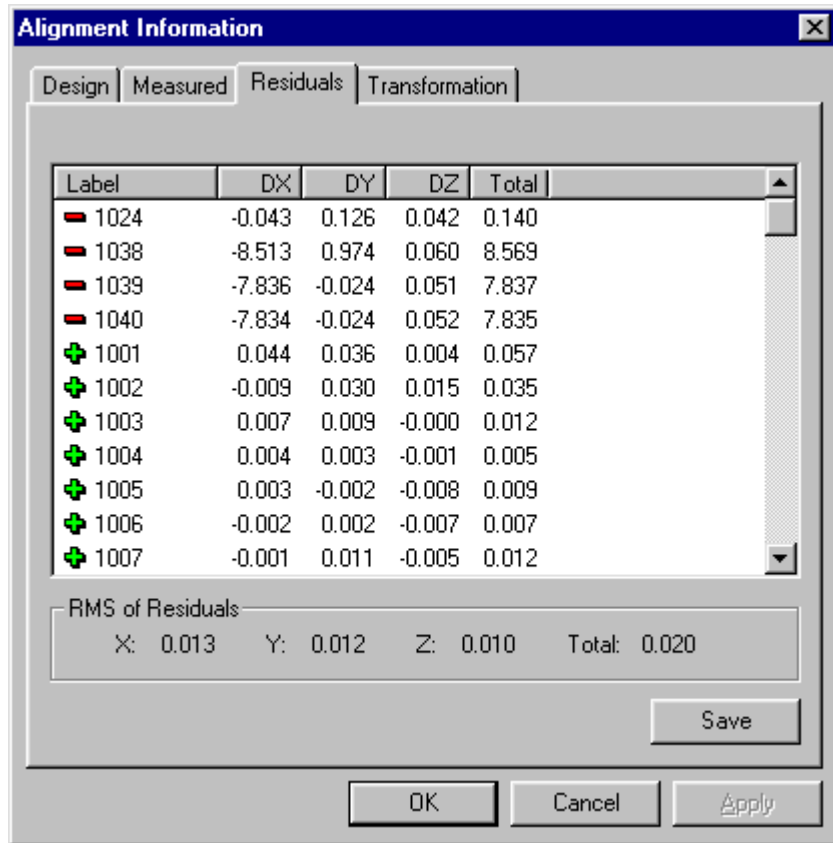 Alignment Information
Design Measured Residuals Transformation
Label DX DY DZ Total
1024 -0.043 0.126 0.042 0.140
1038 -8.513 0.974 0.060 8.569
1039 -7.836 -0.024 0.051 7.837
1040 -7.834 -0.024 0.052 7.835
1001 0.044 0.036 0.004 0.057
1002 -0.009 0.030 0.015 0.035
1003 0.007 0.009 -0.000 0.012
1004 0.004 0.003 -0.001 0.005
1005 0.003 -0.002 -0.008 0.009
1006 -0.002 0.002 -0.007 0.007
1007 -0.001 0.011 -0.005 0.012
RMS of Residuals
X: 0.013 Y: 0.012 Z: 0.010 Total: 0.020
Save
OK Cancel Apply